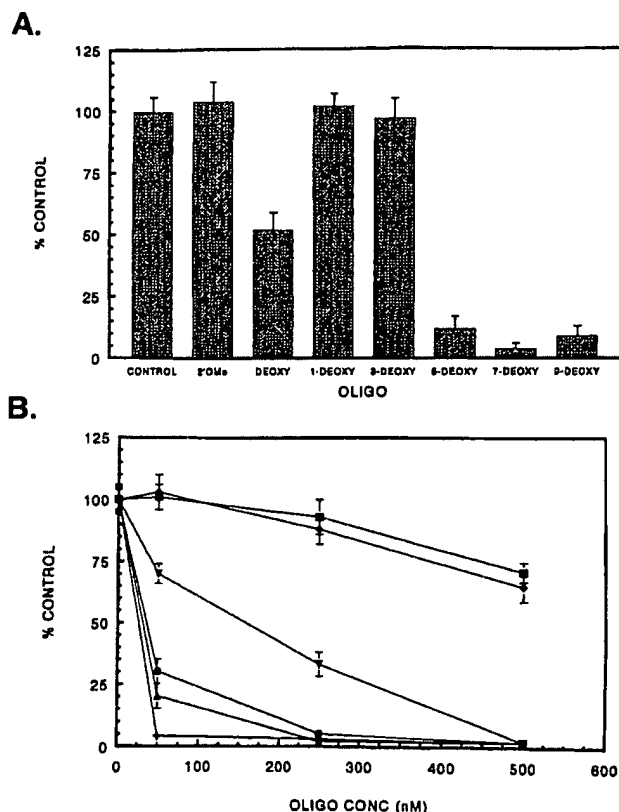 A.
125
100
75
50
25
0
% CONTROL
CONTROL 2'OMe DEOXY 1-DEOXY 3-DEOXY 5-DEOXY 7-DEOXY 9-DEOXY
OLIGO
B.
125
100
75
50
25
0
% CONTROL
0 100 200 300 400 500 600
OLIGO CONC (nM)